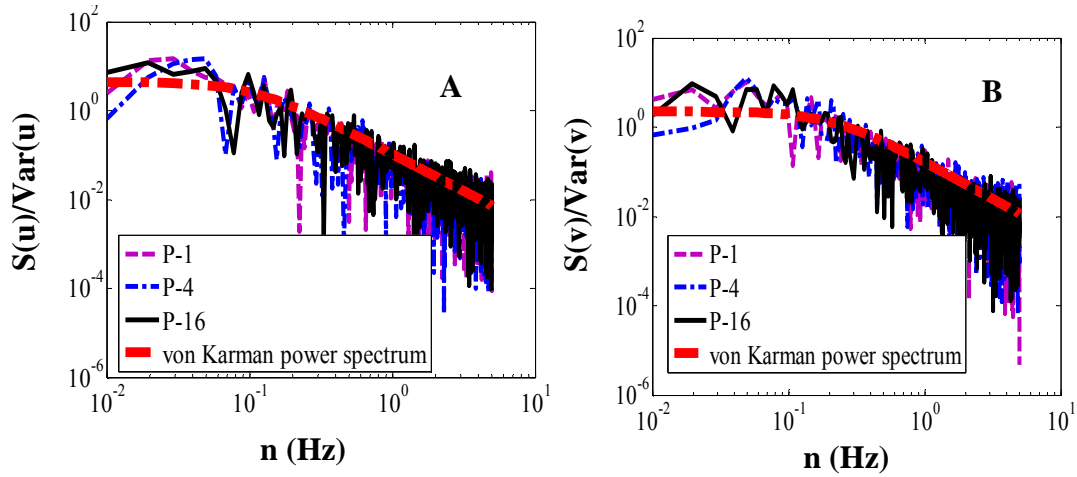 A
S(u)/Var(u)
10^2
10^0
10^-2
10^-4
10^-6
P-1
P-4
P-16
von Karman power spectrum
10^-2
10^-1
10^0
10^1
n (Hz)
B
S(v)/Var(v)
10^2
10^0
10^-2
10^-4
10^-6
P-1
P-4
P-16
von Karman power spectrum
10^-2
10^-1
10^0
10^1
n (Hz)